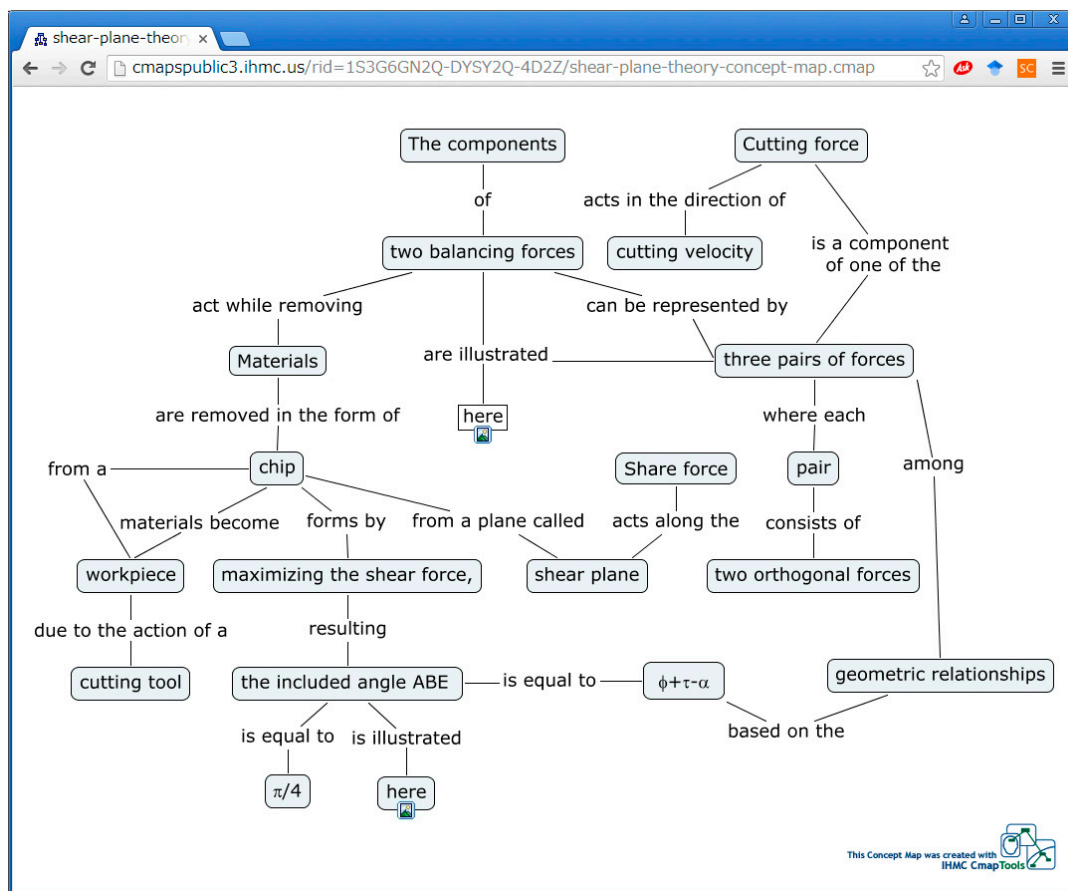 shear-plane-theor
cmapspublic3.ihmc.us/rid=1S3G6GN2Q-DYSY2Q-4D2Z/shear-plane-theory-concept-map.cmap
Ask
SC
The components
Cutting force
of
acts in the direction of
two balancing forces
cutting velocity
is a component
of one of the
act while removing
can be represented by
Materials
are illustrated
three pairs of forces
are removed in the form of
here
where each
from a
chip
Share force
pair
among
materials become
forms by
from a plane called
acts along the
consists of
workpiece
maximizing the shear force,
shear plane
two orthogonal forces
due to the action of a
resulting
cutting tool
the included angle ABE
is equal to
ϕ+τ-α
geometric relationships
is equal to
is illustrated
based on the
π/4
here
This Concept Map was created with
IHMC CmapTools